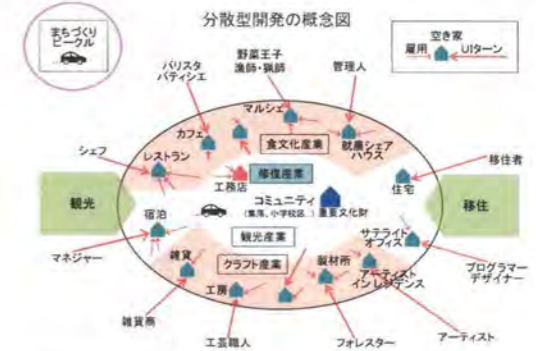 分散型開発の概念図
まちづくり
ビークル
空き家
雇用
UIターン
野菜王子
漁師・猟師
管理人
バリスタ
パティシエ
マルシェ
カフェ
食文化産業
就農シェア
ハウス
シェフ
レストラン
修復産業
工務店
移住者
住宅
観光
コミュニティ
(集落、小学校区…)
重要文化財
移住
宿泊
観光産業
サテライト
オフィス
マネジャー
雑貨
クラフト産業
製材所
アーティスト
イン レジデンス
プログラマー
デザイナー
工房
雑貨商
工芸職人
フォレスター
アーティスト